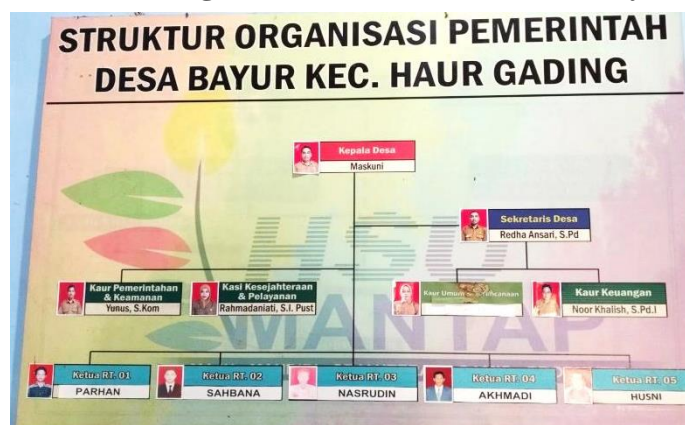 STRUKTUR ORGANISASI PEMERINTAH
DESA BAYUR KEC. HAUR GADING
Kepala Desa
Maskuni
Sekretaris Desa
Redha Ansari, S.Pd
Kaur Pemerintahan
& Keamanan
Yunus, S.Kom
Kasi Kesejahteraan
& Pelayanan
Rahmadaniati, S.I. Pust
Kaur Umum
Kaur Keuangan
Noor Khalish, S.Pd.I
HSU
MANTAP
Ketua RT. 01
PARHAN
Ketua RT. 02
SAHBANA
Ketua RT. 03
NASRUDIN
Ketua RT. 04
AKHMADI
Ketua RT. 05
HUSNI